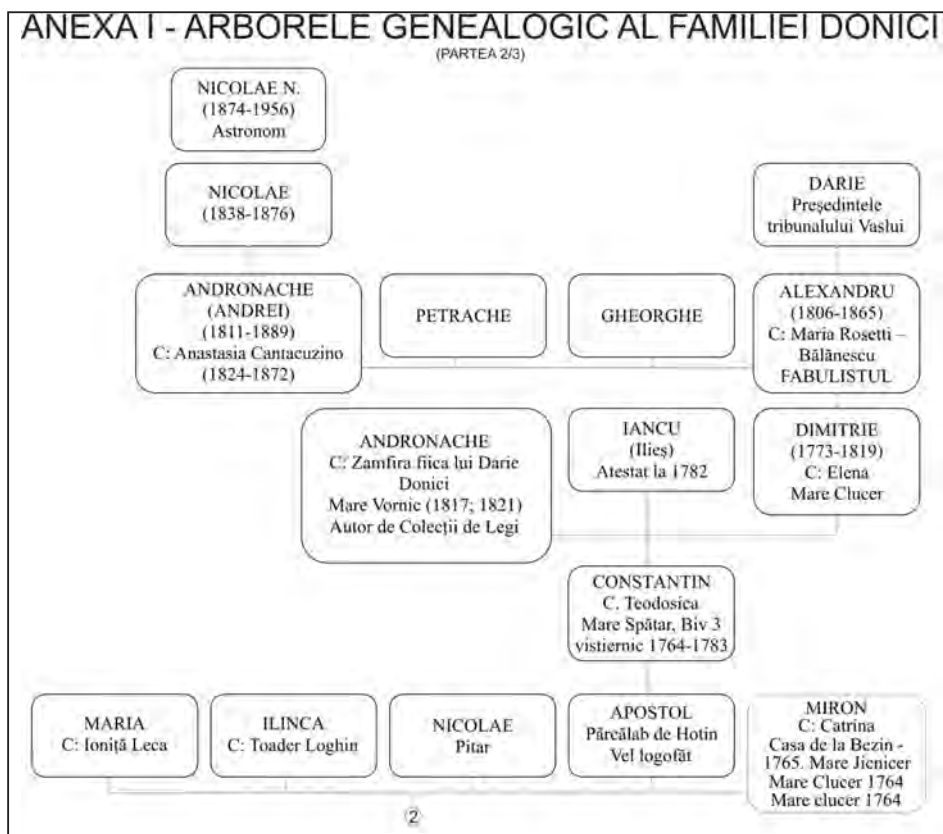 ANEXA I - ARBORELE GENEALOGIC AL FAMILIEI DONICI
(PARTEA 2/3)
NICOLAE N.
(1874-1956)
Astronom
NICOLAE
(1838-1876)
DARIE
Președintele
tribunalului Vaslui
ANDRONACHE
(ANDREI)
(1811-1889)
C: Anastasia Cantacuzino
(1824-1872)
PETRACHE
GHEORGHE
ALEXANDRU
(1806-1865)
C: Maria Rosetti –
Bălănescu
FABULISTUL
ANDRONACHE
C: Zamfira fiica lui Darie
Donici
Mare Vornic (1817; 1821)
Autor de Colecții de Legi
IANCU
(Ilieș)
Atestat la 1782
DIMITRIE
(1773-1819)
C: Elena
Mare Clucer
CONSTANTIN
C. Teodosica
Mare Spătar, Biv 3
vistiernic 1764-1783
MARIA
C: Ioniță Leca
ILINCA
C: Toader Loghin
NICOLAE
Pitar
APOSTOL
Pârcălab de Hotin
Vel logofăt
MIRON
C: Catrina
Casa de la Bezin -
1765. Mare Jicnicer
Mare Clucer 1764
Mare clucer 1764
2